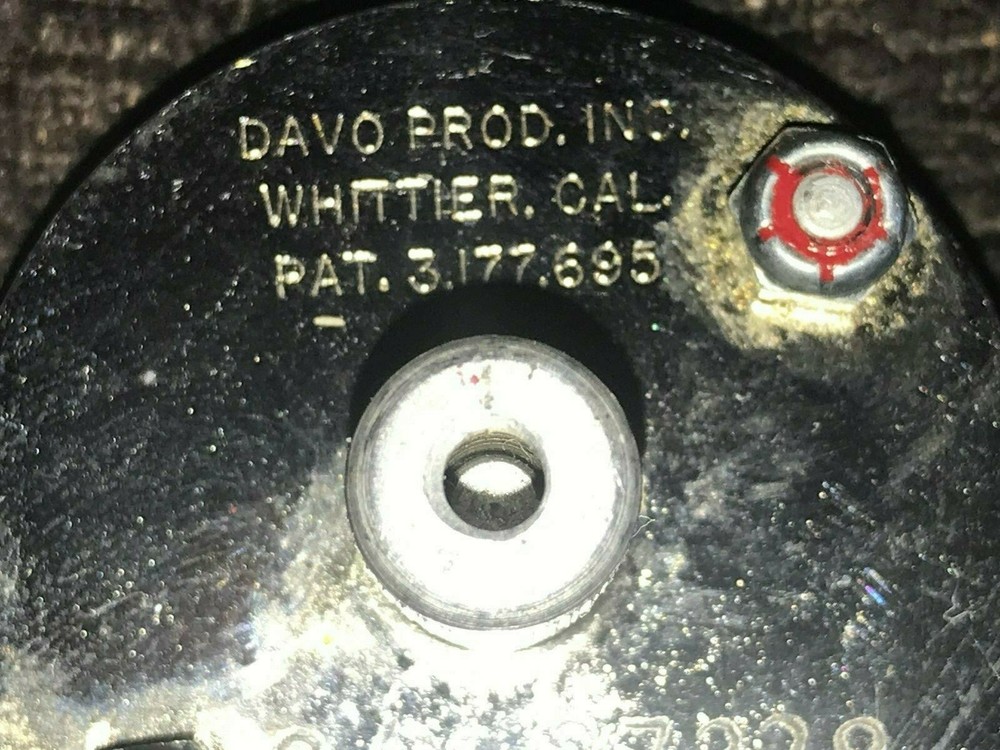 DAVO PROD. INC.
WHITTIER. CAL.
PAT. 3.177.695